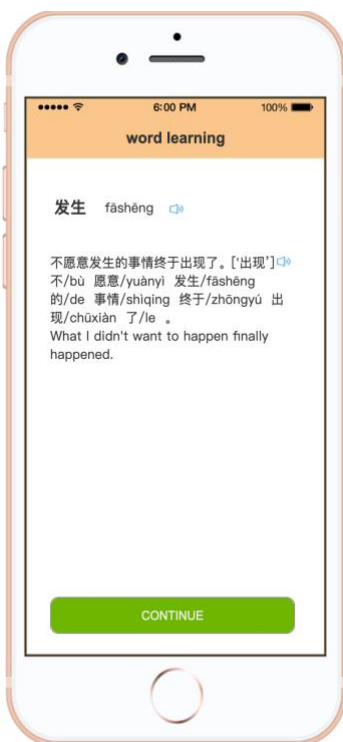 6:00 PM 100%
word learning
发生 fāshēng
不愿意发生的事情终于出现了。['出现']
不/bù 愿意/yuànyì 发生/fāshēng
的/de 事情/shìqing 终于/zhōngyú 出
现/chūxiàn 了/le 。
What I didn't want to happen finally
happened.
CONTINUE